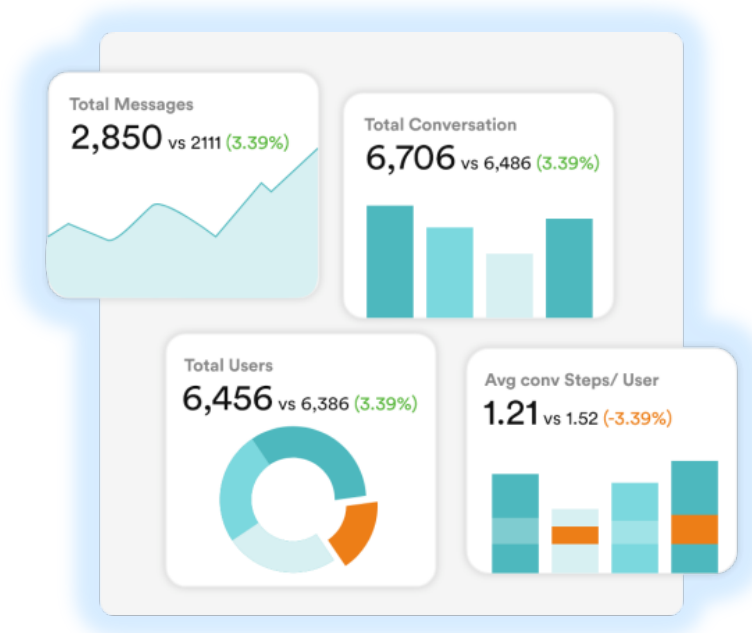 Total Messages
2,850 vs 2111 (3.39%)
Total Conversation
6,706 vs 6,486 (3.39%)
Total Users
6,456 vs 6,386 (3.39%)
Avg conv Steps/ User
1.21 vs 1.52 (-3.39%)